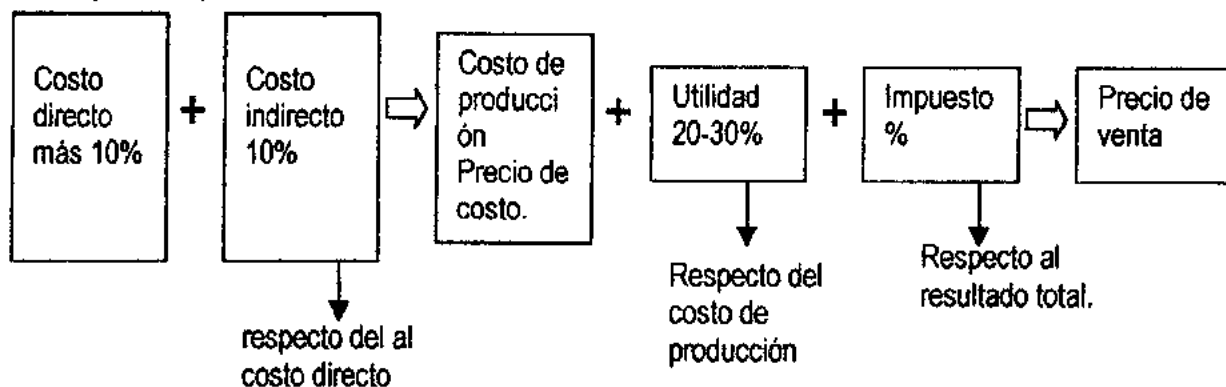 Costo
directo
más 10%
+
Costo
indirecto
10%
Costo de
producci
ón
Precio de
costo.
+
Utilidad
20-30%
+
Impuesto
%
Precio de
venta
respecto del al
costo directo
Respecto del
costo de
producción
Respecto al
resultado total.